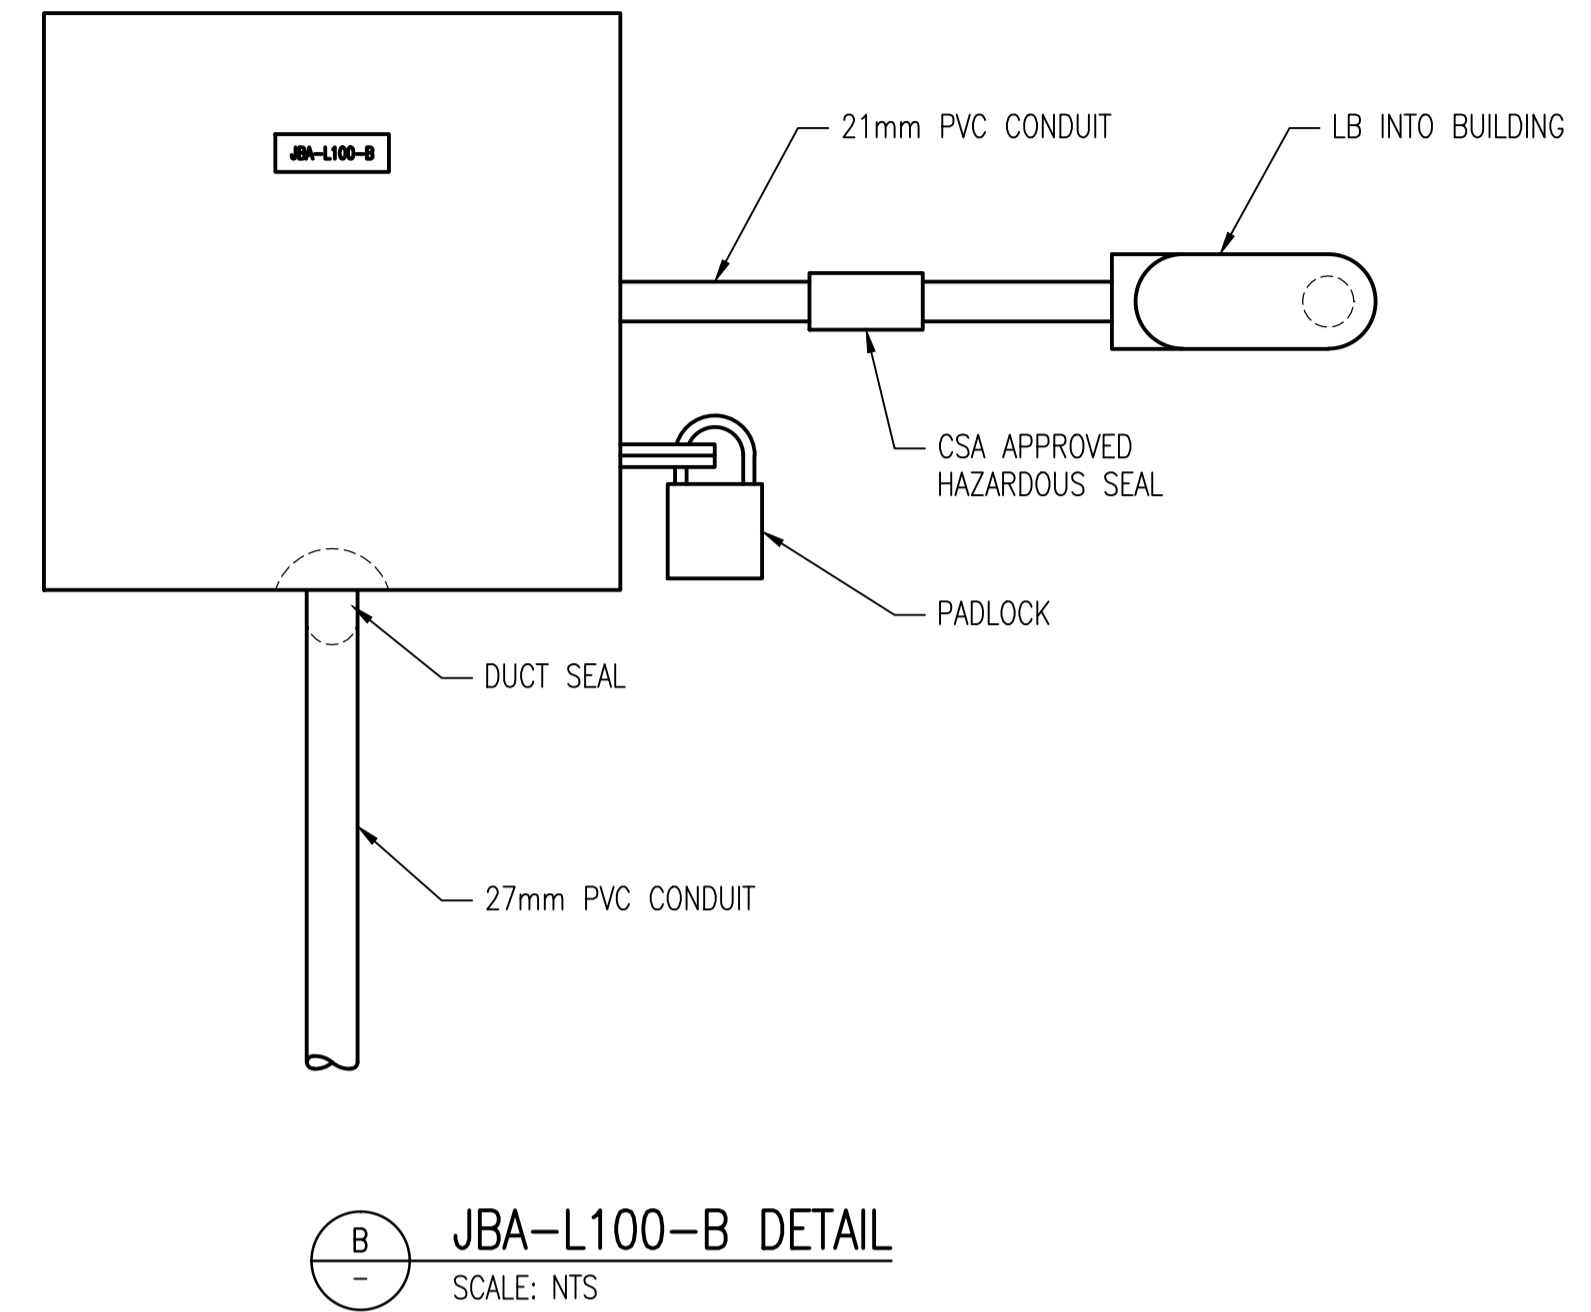 JBA-L100-B
21mm PVC CONDUIT
LB INTO BUILDING
CSA APPROVED
HAZARDOUS SEAL
PADLOCK
DUCT SEAL
27mm PVC CONDUIT
B
-
JBA-L100-B DETAIL
SCALE: NTS